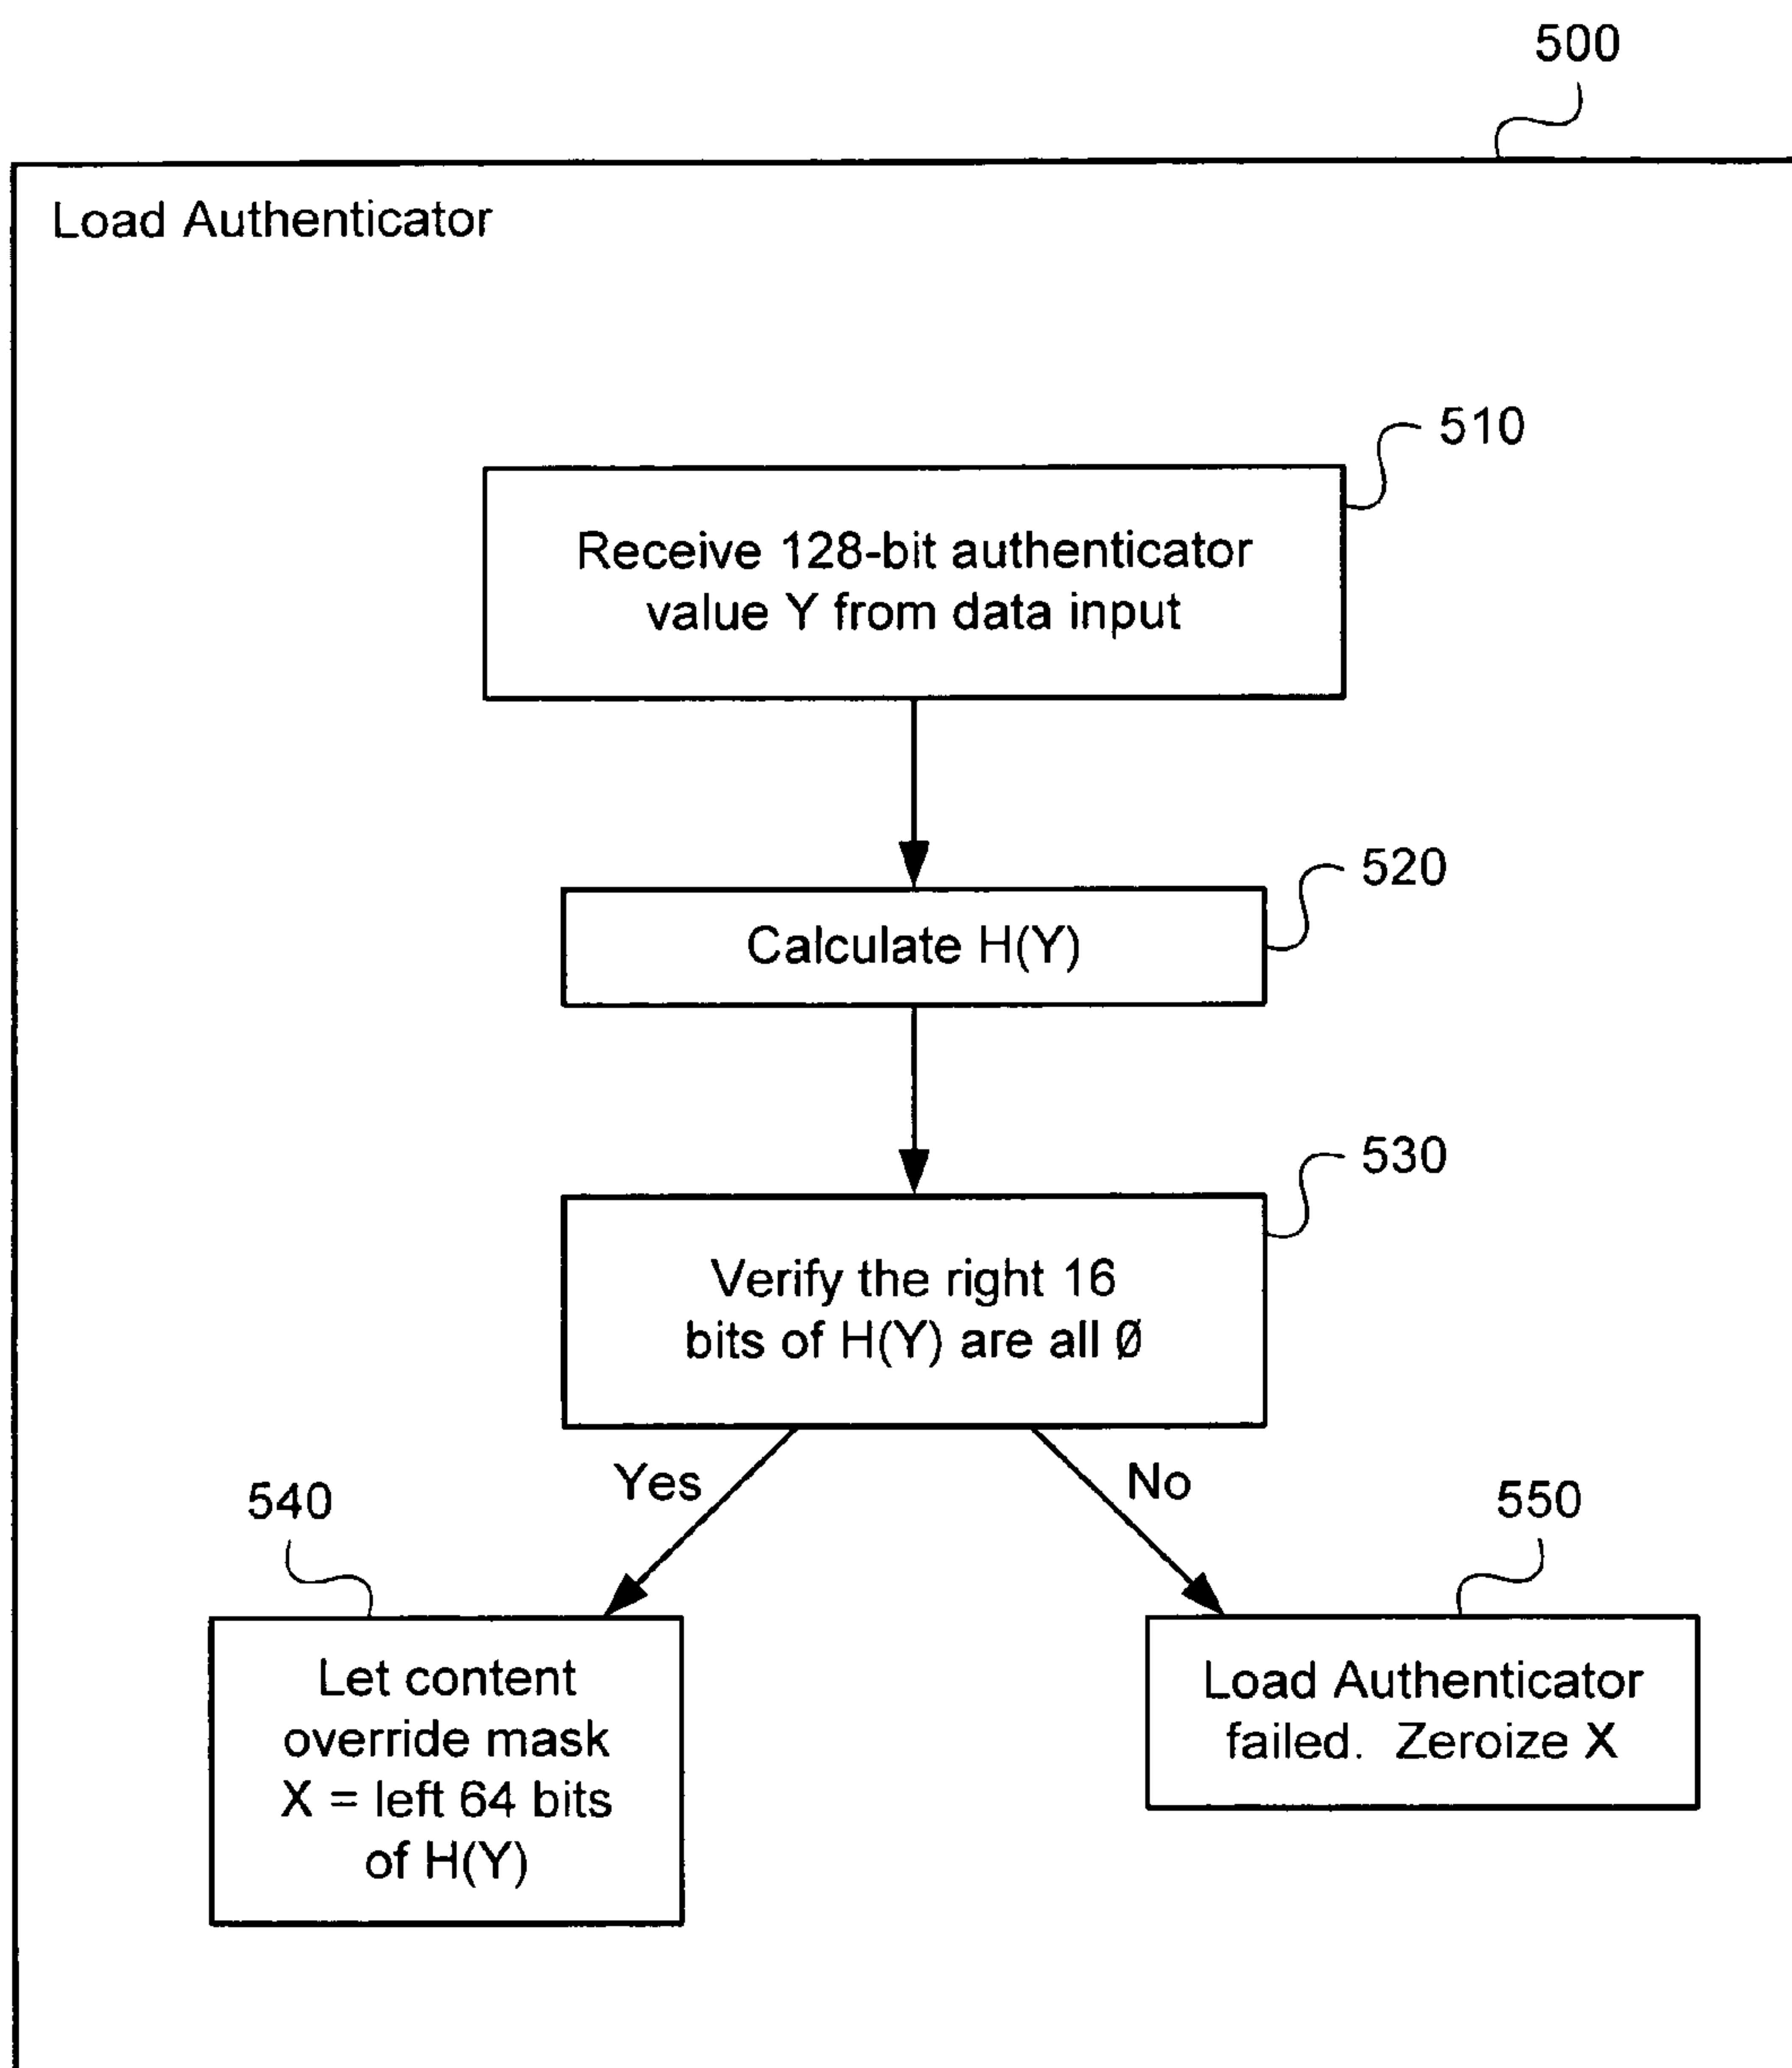 500
Load Authenticator
510
Receive 128-bit authenticator
value Y from data input
520
Calculate H(Y)
530
Verify the right 16
bits of H(Y) are all Ø
Yes
No
540
550
Let content
override mask
X = left 64 bits
of H(Y)
Load Authenticator
failed. Zeroize X